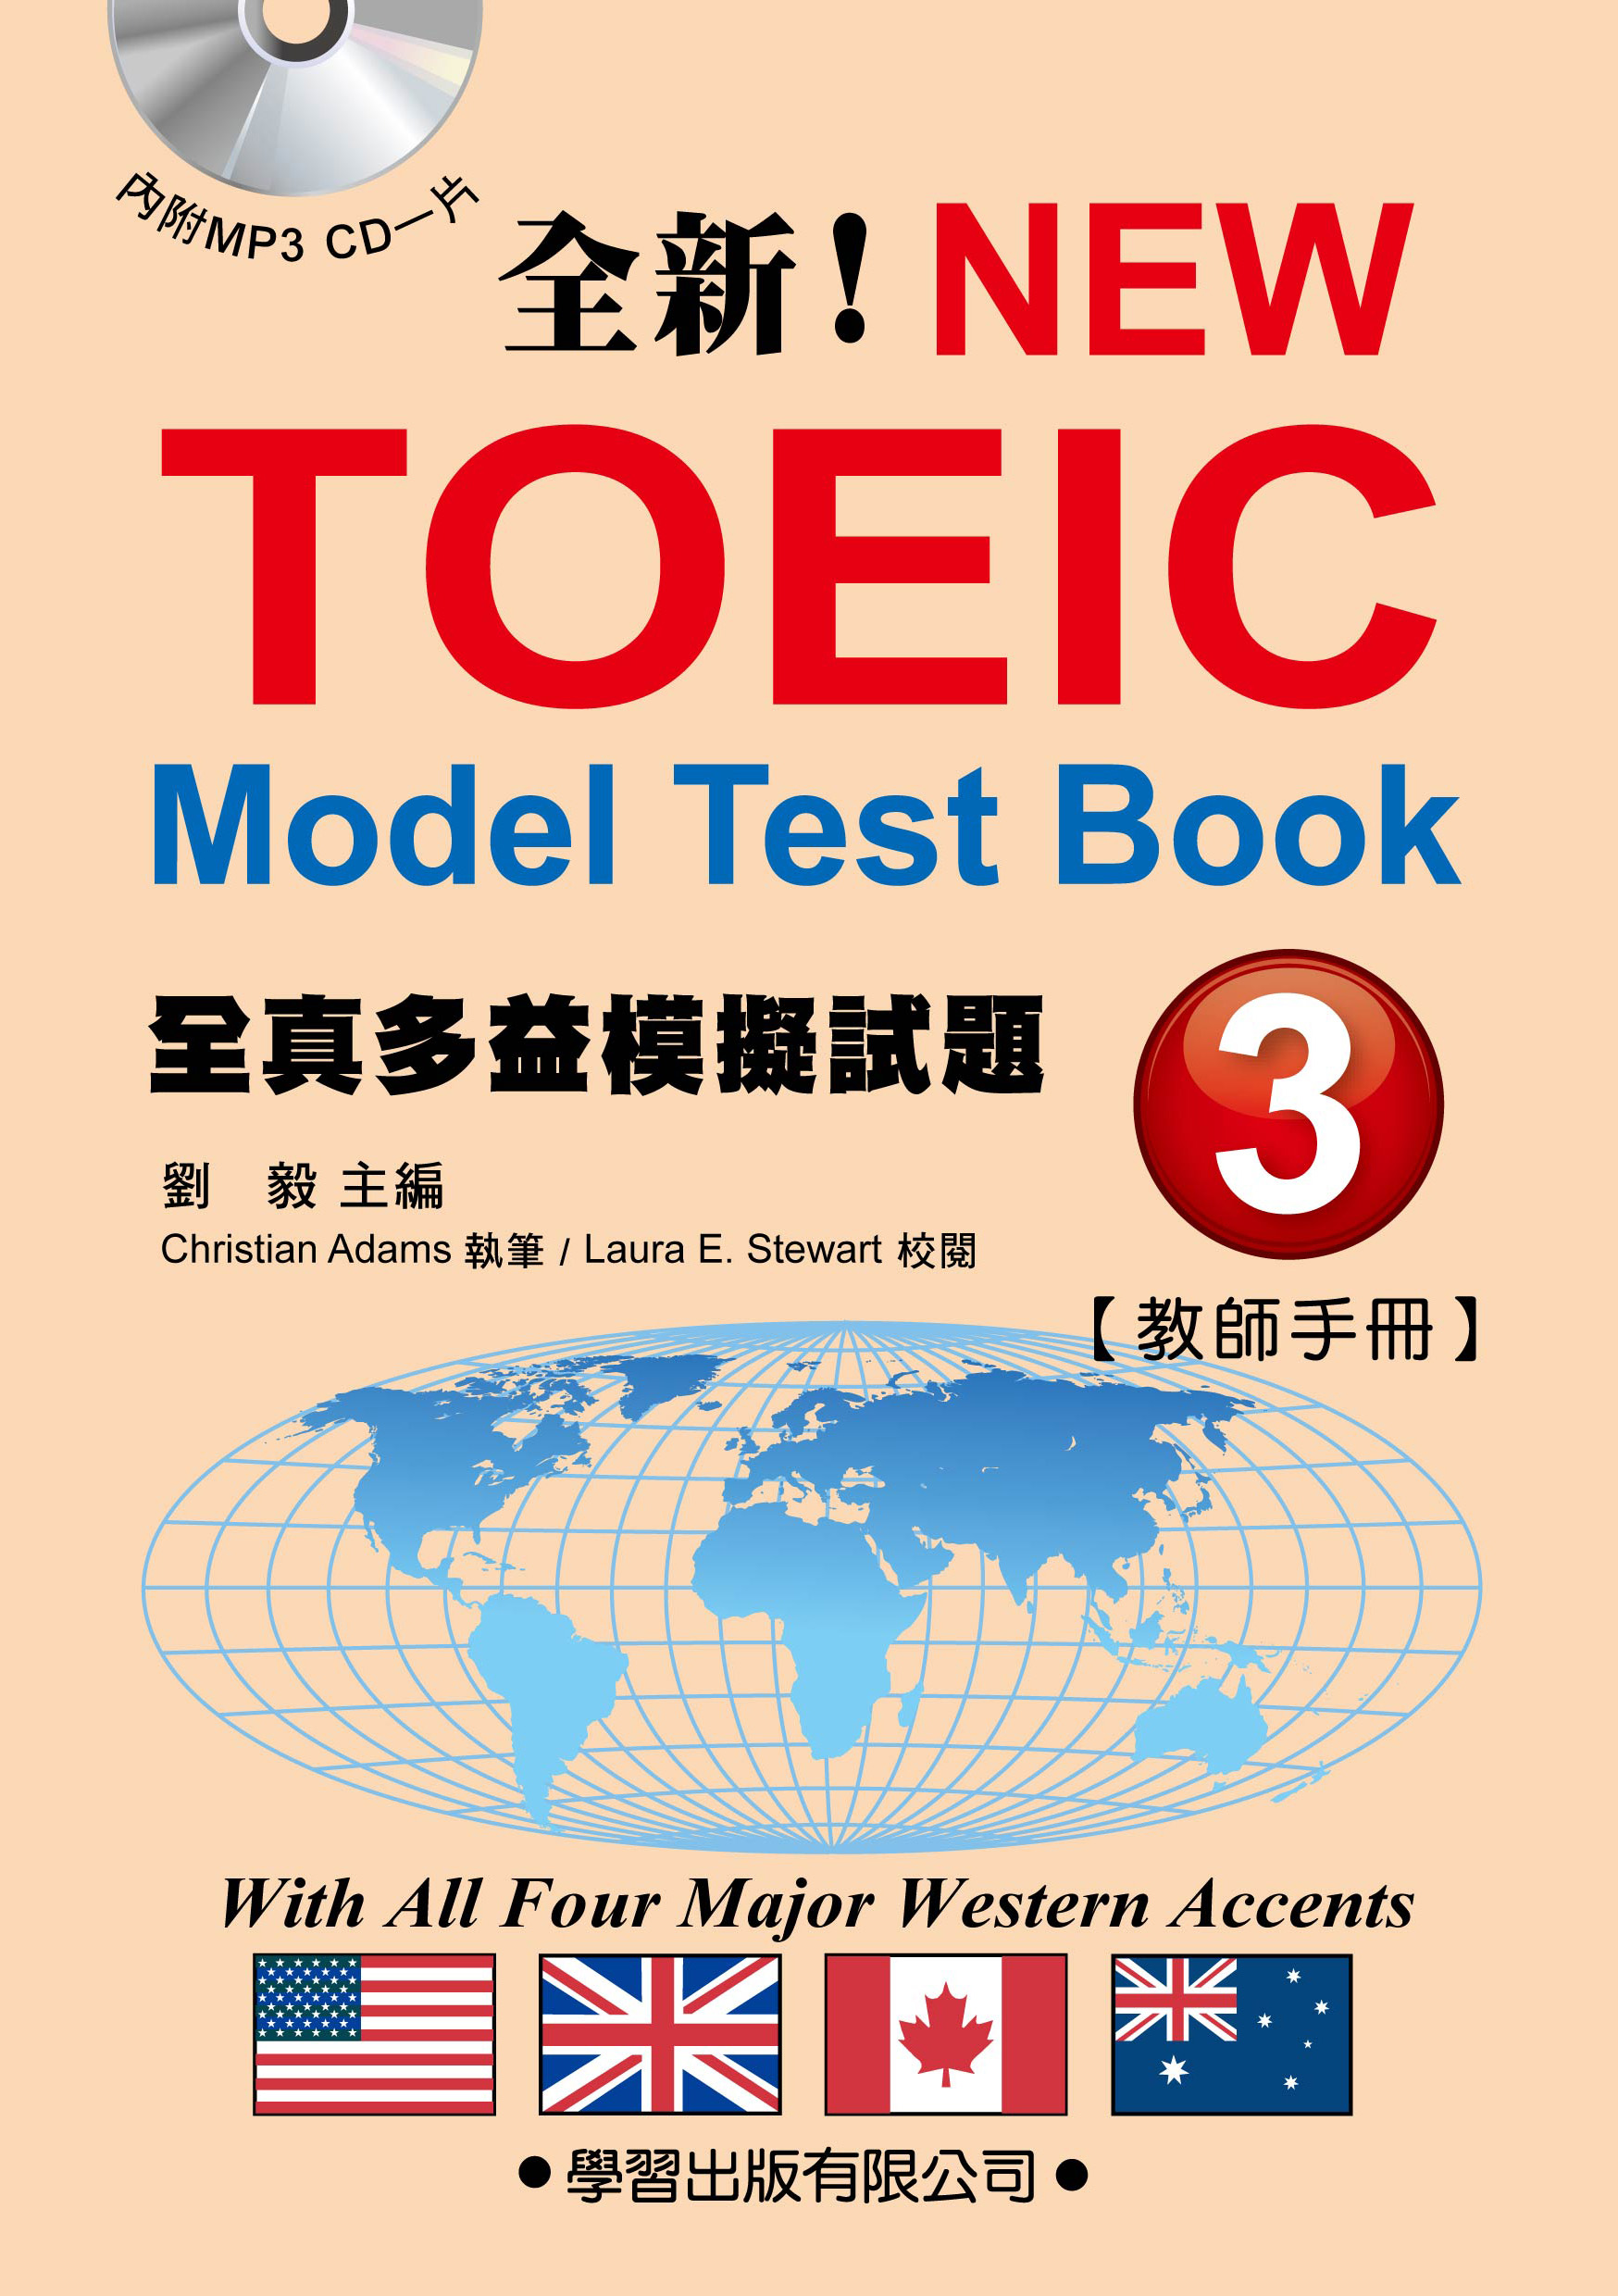 內附MP3 CD一片
全新！NEW
TOEIC
Model Test Book
全真多益模擬試題
3
劉　毅 主編
Christian Adams 執筆 / Laura E. Stewart 校閱
【教師手冊】
With All Four Major Western Accents
●學習出版有限公司●